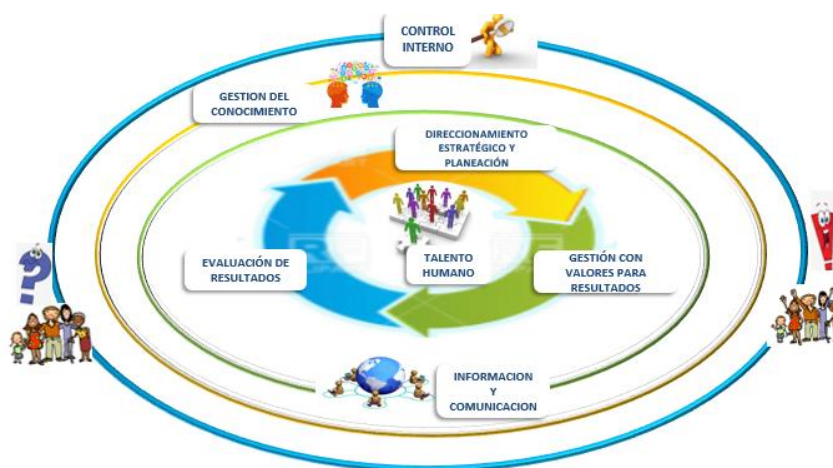 CONTROL
INTERNO
GESTION DEL
CONOCIMIENTO
DIRECCIONAMIENTO
ESTRATÉGICO Y
PLANEACIÓN
EVALUACIÓN DE
RESULTADOS
TALENTO
HUMANO
GESTIÓN CON
VALORES PARA
RESULTADOS
INFORMACION
Y
COMUNICACION